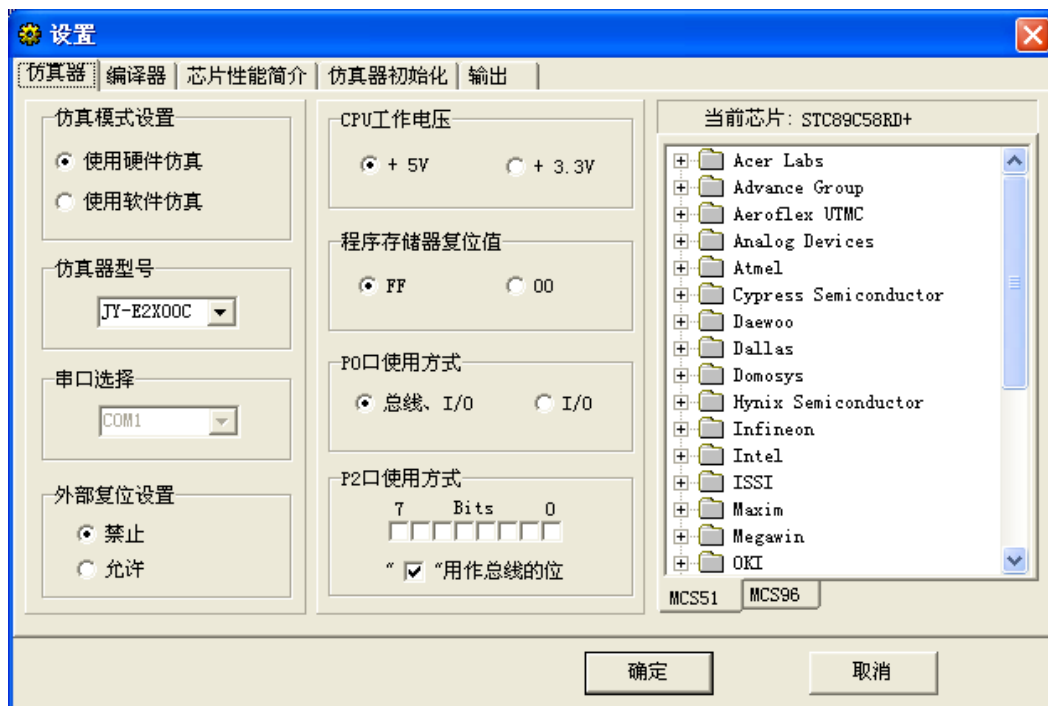 设置
仿真器 编译器 芯片性能简介 仿真器初始化 输出
仿真模式设置
使用硬件仿真
使用软件仿真
仿真器型号
JY-E2X00C
串口选择
COM1
外部复位设置
禁止
允许
CPU工作电压
+ 5V + 3.3V
程序存储器复位值
FF 00
P0口使用方式
总线、I/O I/O
P2口使用方式
7 Bits 0
“ ”用作总线的位
当前芯片: STC89C58RD+
Acer Labs
Advance Group
Aeroflex UTMC
Analog Devices
Atmel
Cypress Semiconductor
Daewoo
Dallas
Domosys
Hynix Semiconductor
Infineon
Intel
ISSI
Maxim
Megawin
OKI
MCS51 MCS96
确定 取消